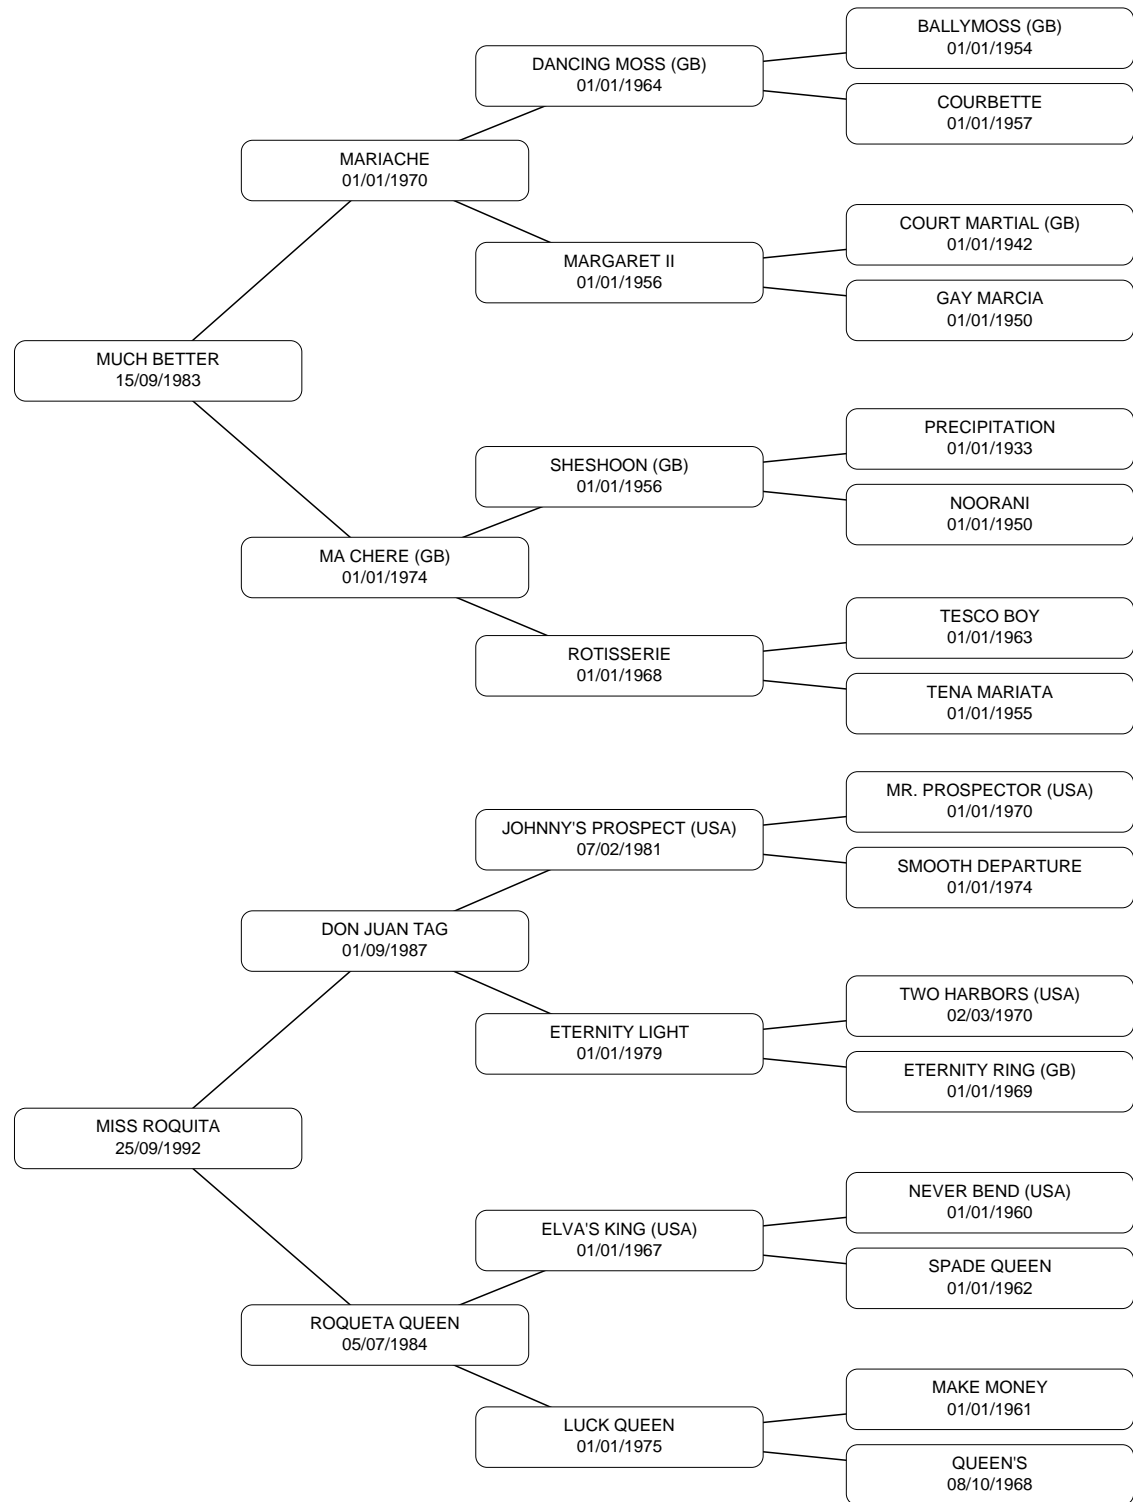 BALLYMOSS (GB)
01/01/1954
DANCING MOSS (GB)
01/01/1964
COURBETTE
01/01/1957
MARIACHE
01/01/1970
COURT MARTIAL (GB)
01/01/1942
MARGARET II
01/01/1956
GAY MARCIA
01/01/1950
MUCH BETTER
15/09/1983
PRECIPITATION
01/01/1933
SHESHOON (GB)
01/01/1956
NOORANI
01/01/1950
MA CHERE (GB)
01/01/1974
TESCO BOY
01/01/1963
ROTISSERIE
01/01/1968
TENA MARIATA
01/01/1955
MR. PROSPECTOR (USA)
01/01/1970
JOHNNY'S PROSPECT (USA)
07/02/1981
SMOOTH DEPARTURE
01/01/1974
DON JUAN TAG
01/09/1987
TWO HARBORS (USA)
02/03/1970
ETERNITY LIGHT
01/01/1979
ETERNITY RING (GB)
01/01/1969
MISS ROQUITA
25/09/1992
NEVER BEND (USA)
01/01/1960
ELVA'S KING (USA)
01/01/1967
SPADE QUEEN
01/01/1962
ROQUETA QUEEN
05/07/1984
MAKE MONEY
01/01/1961
LUCK QUEEN
01/01/1975
QUEEN'S
08/10/1968